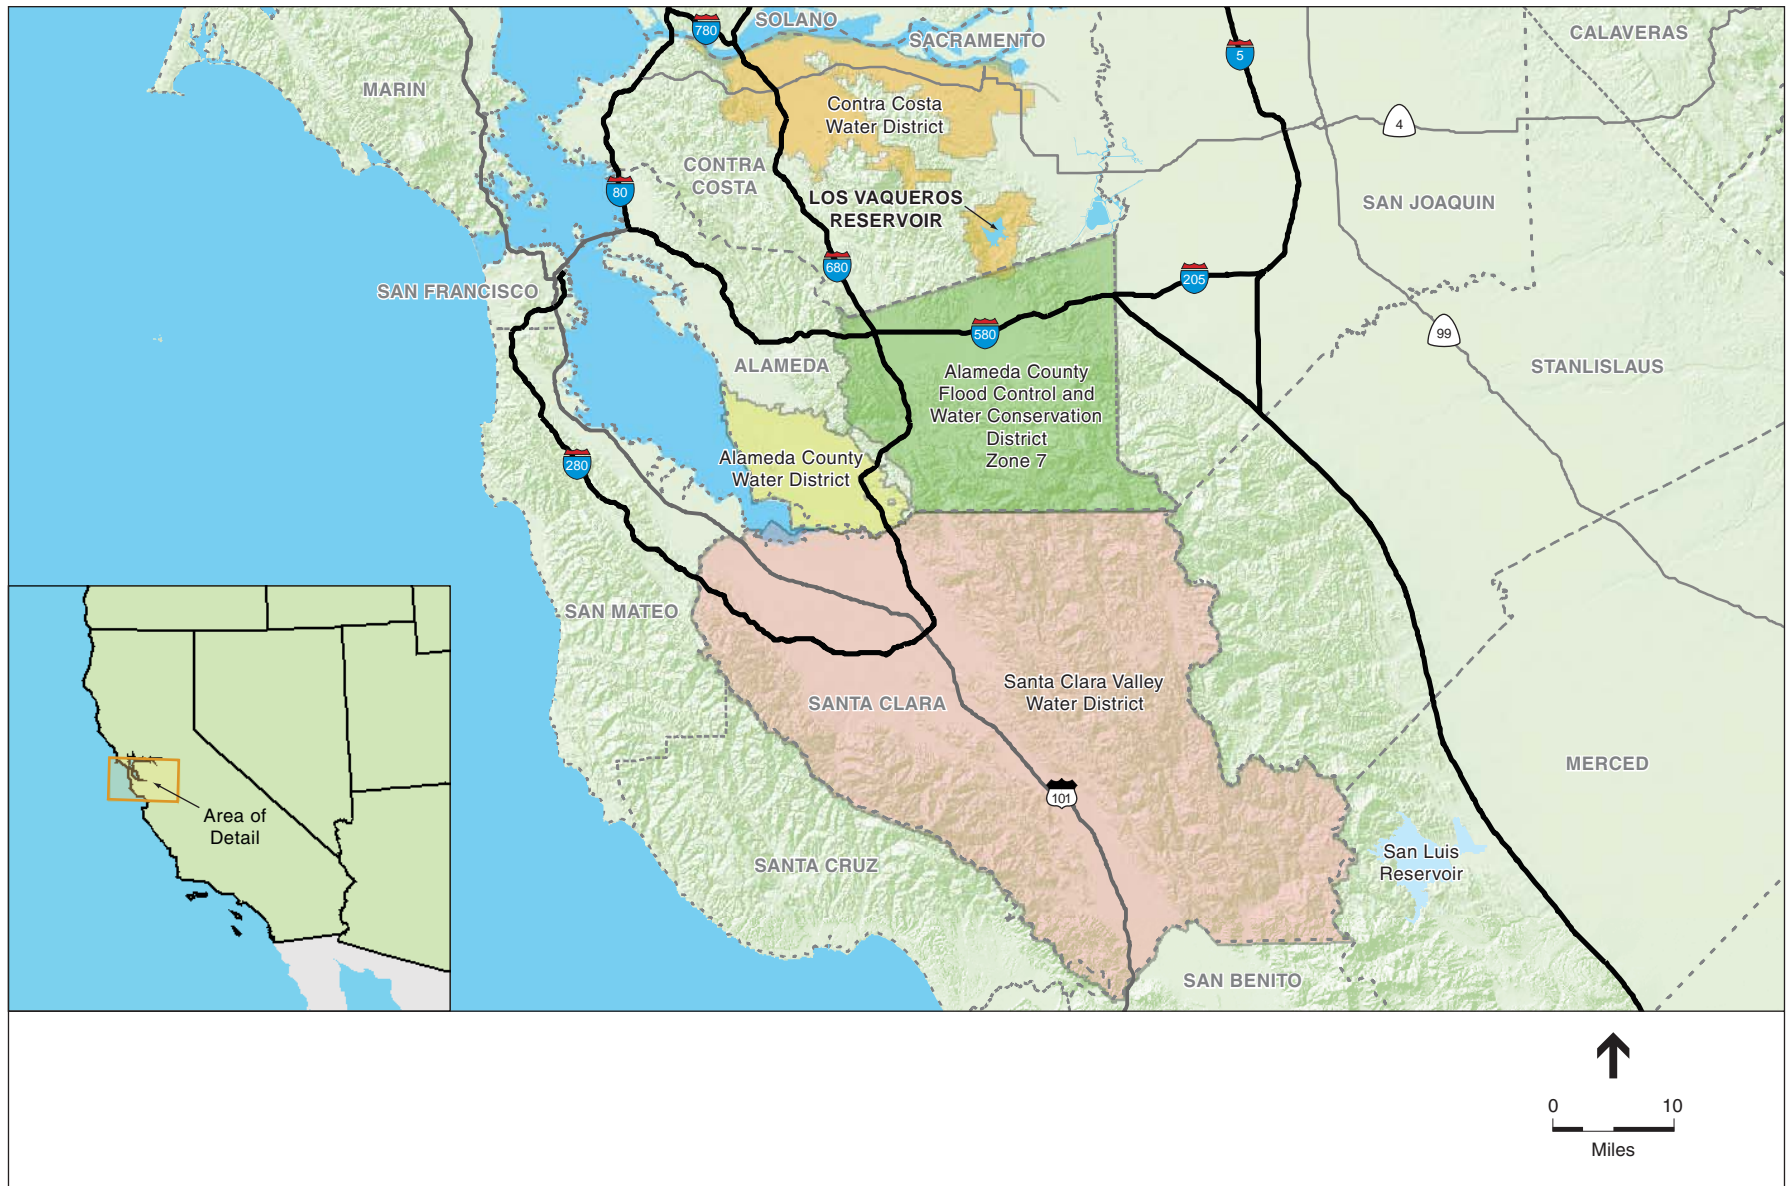 SOLANO
780
SACRAMENTO
CALAVERAS
5
MARIN
Contra Costa
Water District
4
CONTRA
COSTA
80
LOS VAQUEROS
RESERVOIR
SAN JOAQUIN
680
205
SAN FRANCISCO
580
99
ALAMEDA
STANLISLAUS
Alameda County
Flood Control and
Water Conservation
District
Zone 7
280
Alameda County
Water District
SAN MATEO
SANTA CLARA
Santa Clara Valley
Water District
MERCED
101
Area of
Detail
SANTA CRUZ
San Luis
Reservoir
SAN BENITO
0 10
Miles